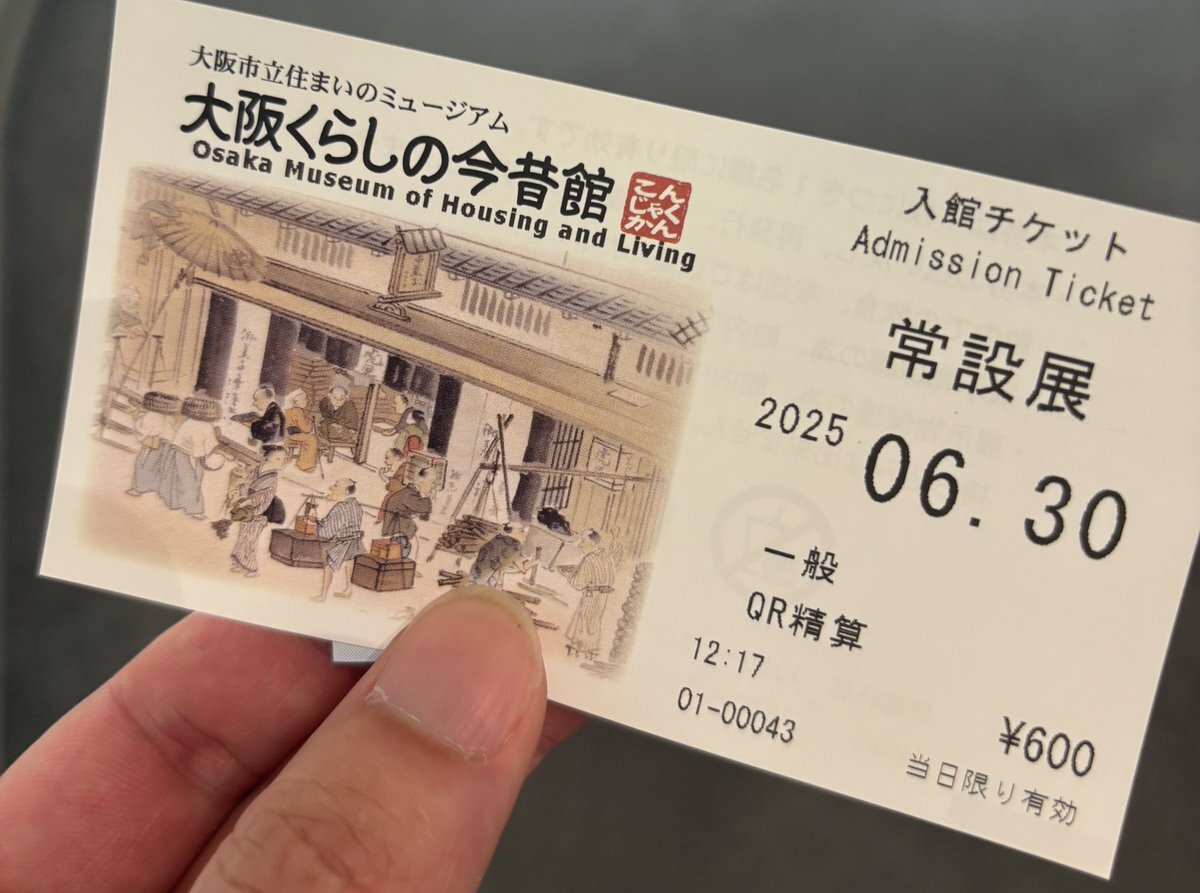 大阪市立住まいのミュージアム
大阪くらしの今昔館
Osaka Museum of Housing and Living
こんじゃくかん
入館チケット
Admission Ticket
常設展
2025 06.30
一般
QR精算
12:17
01-00043
¥600
当日限り有効